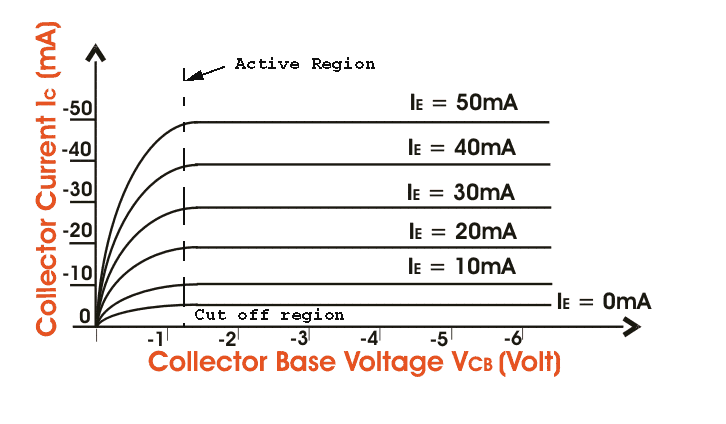 Collector Current IC (mA)
Active Region
-50
-40
-30
-20
-10
0
IE = 50mA
IE = 40mA
IE = 30mA
IE = 20mA
IE = 10mA
IE = 0mA
Cut off region
-1
-2
-3
-4
-5
-6
Collector Base Voltage VCB (Volt)